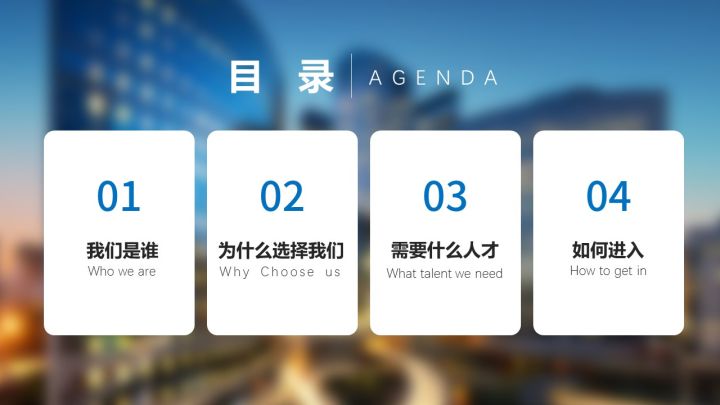 目 录 AGENDA
01
我们是谁
Who we are
02
为什么选择我们
Why Choose us
03
需要什么人才
What talent we need
04
如何进入
How to get in